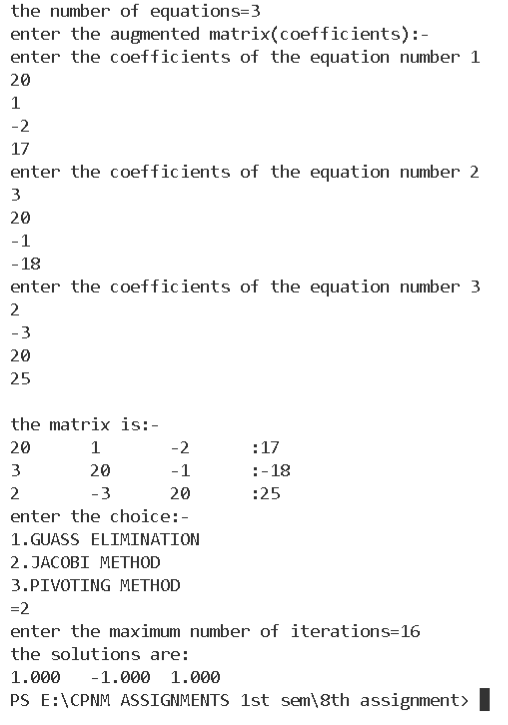 the number of equations=3
enter the augmented matrix(coefficients):-
enter the coefficients of the equation number 1
20
1
-2
17
enter the coefficients of the equation number 2
3
20
-1
-18
enter the coefficients of the equation number 3
2
-3
20
25
the matrix is:-
20 1 -2 :17
3 20 -1 :-18
2 -3 20 :25
enter the choice:-
1.GUASS ELIMINATION
2.JACOBI METHOD
3.PIVOTING METHOD
=2
enter the maximum number of iterations=16
the solutions are:
1.000 -1.000 1.000
PS E:\CPNM ASSIGNMENTS 1st sem\8th assignment>